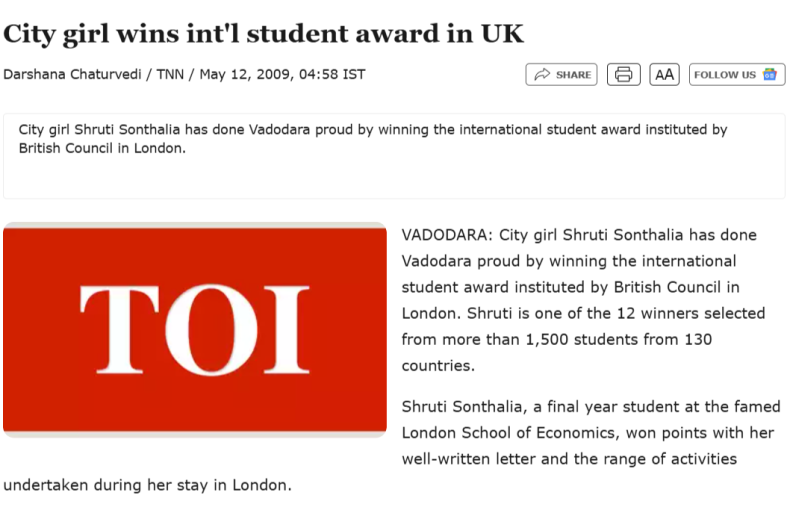 City girl wins int'l student award in UK
Darshana Chaturvedi / TNN / May 12, 2009, 04:58 IST
SHARE
AA
FOLLOW US
City girl Shruti Sonthalia has done Vadodara proud by winning the international student award instituted by
British Council in London.
TOI
VADODARA: City girl Shruti Sonthalia has done
Vadodara proud by winning the international
student award instituted by British Council in
London. Shruti is one of the 12 winners selected
from more than 1,500 students from 130
countries.
Shruti Sonthalia, a final year student at the famed
London School of Economics, won points with her
well-written letter and the range of activities
undertaken during her stay in London.